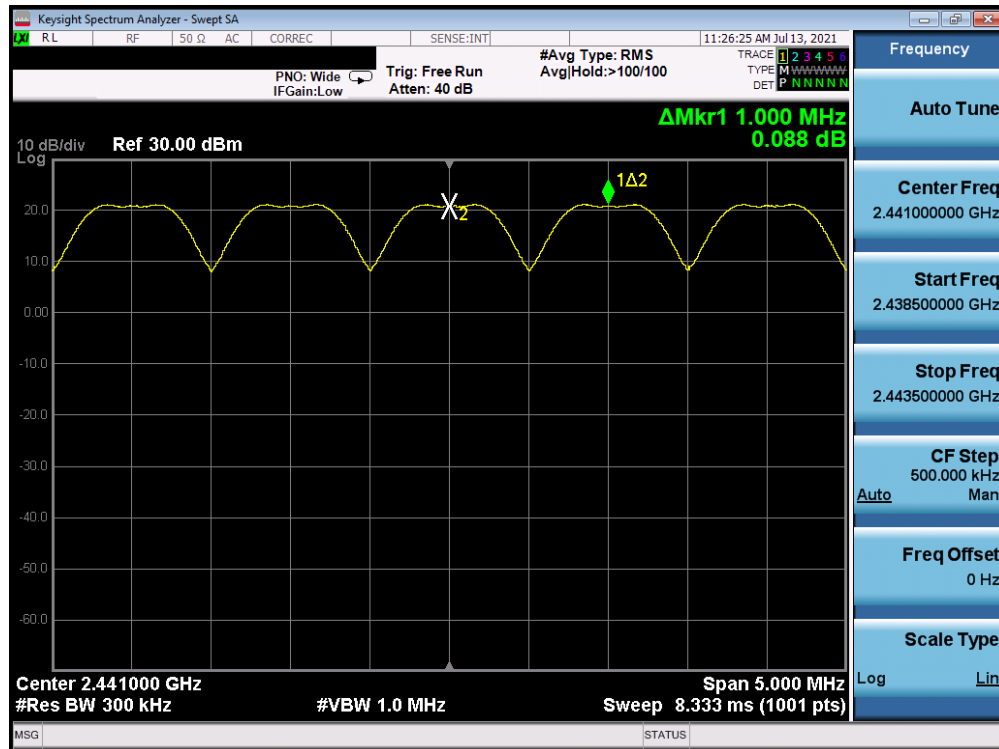 Keysight Spectrum Analyzer - Swept SA
LXI RL RF 50 Ω AC CORREC SENSE:INT 11:26:25 AM Jul 13, 2021
PNO: Wide
IFGain:Low
Trig: Free Run
Atten: 40 dB
#Avg Type: RMS
Avg|Hold:>100/100
TRACE 1 2 3 4 5 6
TYPE M W W W W W
DET P N N N N N
ΔMkr1 1.000 MHz
0.088 dB
10 dB/div Ref 30.00 dBm
Log
1Δ2
2
20.0
10.0
0.00
-10.0
-20.0
-30.0
-40.0
-50.0
-60.0
Center 2.441000 GHz Span 5.000 MHz
#Res BW 300 kHz #VBW 1.0 MHz Sweep 8.333 ms (1001 pts)
MSG STATUS
Frequency
Auto Tune
Center Freq
2.441000000 GHz
Start Freq
2.438500000 GHz
Stop Freq
2.443500000 GHz
CF Step
500.000 kHz
Auto Man
Freq Offset
0 Hz
Scale Type
Log Lin